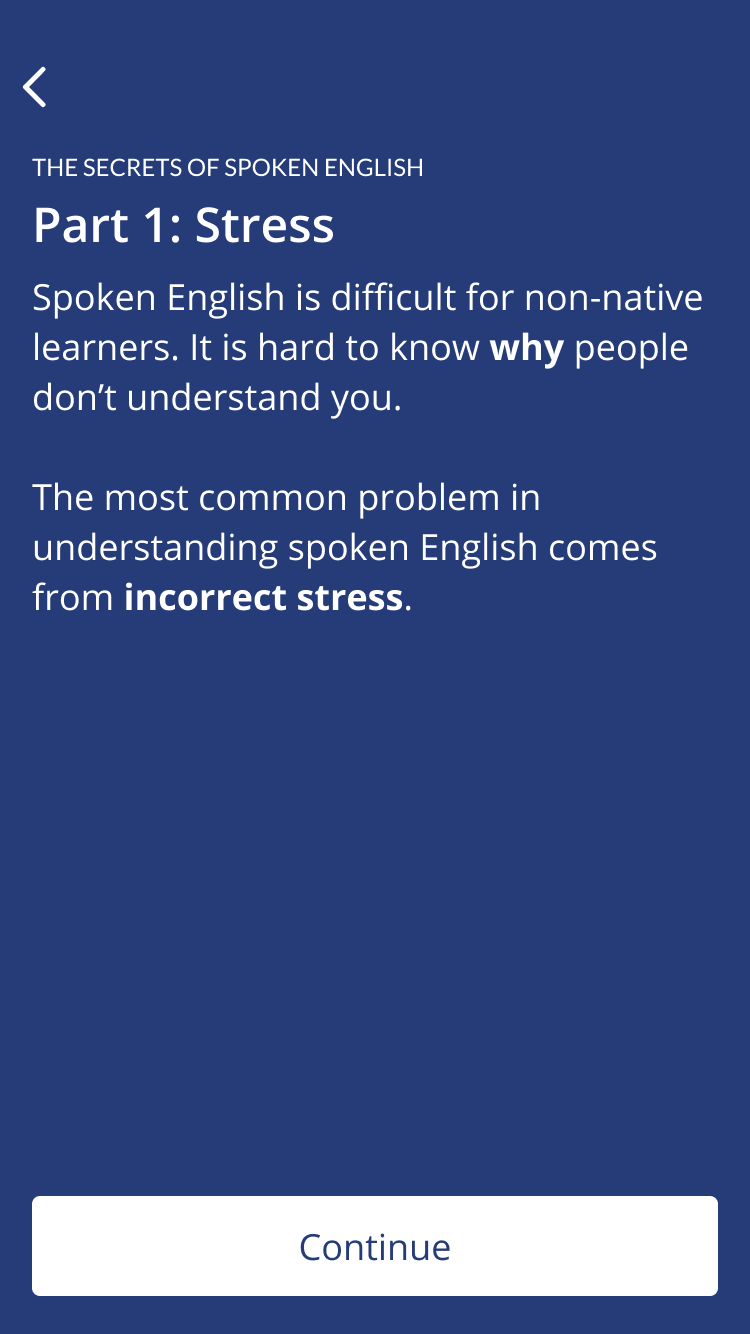 THE SECRETS OF SPOKEN ENGLISH
Part 1: Stress
Spoken English is difficult for non-native
learners. It is hard to know why people
don’t understand you.
The most common problem in
understanding spoken English comes
from incorrect stress.
Continue